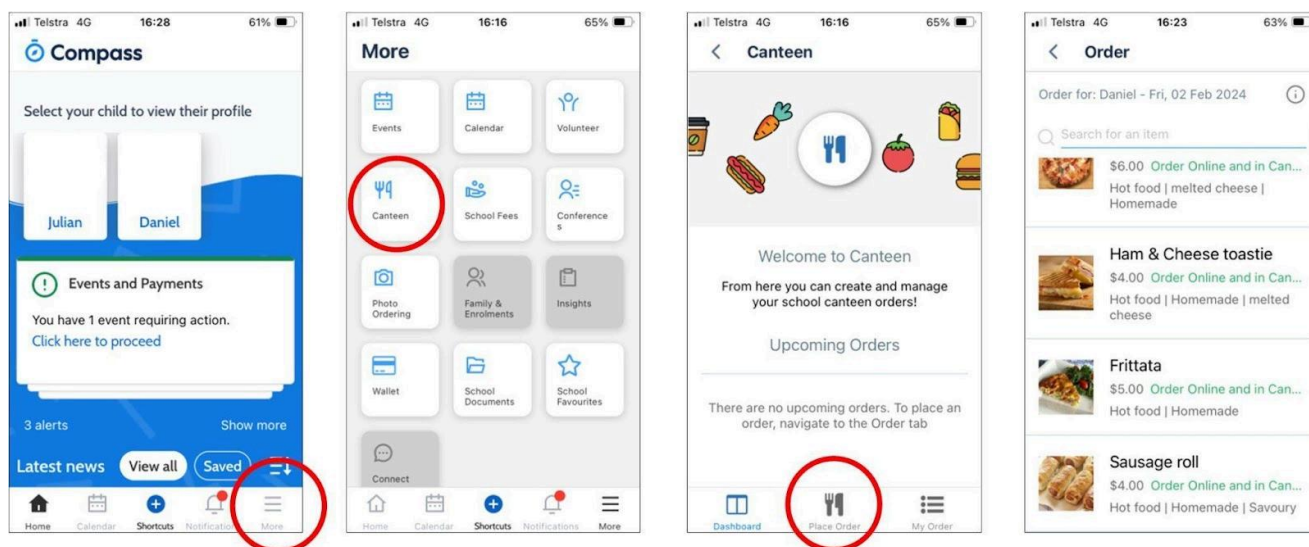 Telstra 4G 16:28 61%
Compass
Select your child to view their profile
Julian Daniel
Events and Payments
You have 1 event requiring action.
Click here to proceed
3 alerts Show more
Latest news View all Saved
Home Calendar Shortcuts Notifications More
Telstra 4G 16:16 65%
More
Events Calendar Volunteer
Canteen School Fees Conference
s
Photo Family & Insights
Ordering Enrolments
Wallet School School
Documents Favourites
Connect
Home Calendar Shortcuts Notifications More
Telstra 4G 16:16 65%
Canteen
Welcome to Canteen
From here you can create and manage
your school canteen orders!
Upcoming Orders
There are no upcoming orders. To place an
order, navigate to the Order tab
Dashboard Place Order My Order
Telstra 4G 16:23 63%
Order
Order for: Daniel - Fri, 02 Feb 2024
Search for an item
$6.00 Order Online and in Can...
Hot food | melted cheese |
Homemade
Ham & Cheese toastie
$4.00 Order Online and in Can...
Hot food | Homemade | melted
cheese
Frittata
$5.00 Order Online and in Can...
Hot food | Homemade
Sausage roll
$4.00 Order Online and in Can...
Hot food | Homemade | Savoury